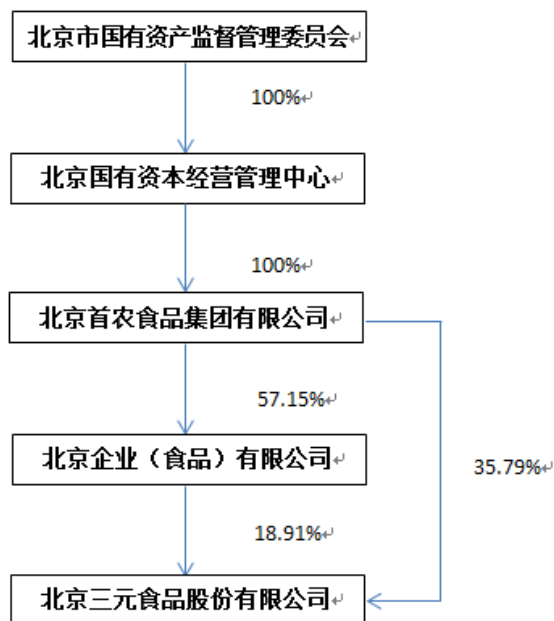 北京市国有资产监督管理委员会
100%
北京国有资本经营管理中心
100%
北京首农食品集团有限公司
57.15%
北京企业（食品）有限公司
35.79%
18.91%
北京三元食品股份有限公司